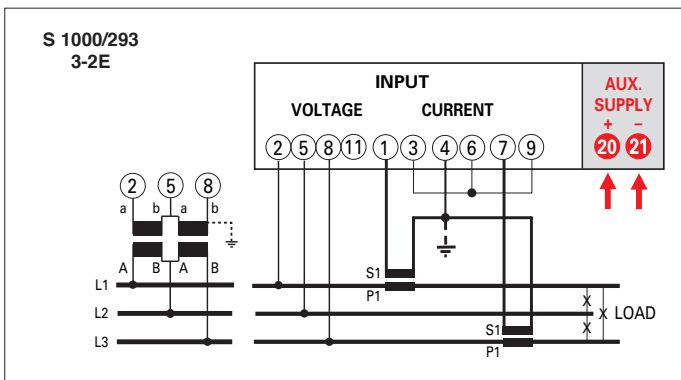 S 1000/293
3-2E
INPUT
VOLTAGE CURRENT
AUX.
SUPPLY
+ –
2 5 8 11 1 3 4 6 7 9 20 21
2 5 8
a b a b
A B A B
L1
L2
L3
S1
P1
S1
P1
X
X X LOAD